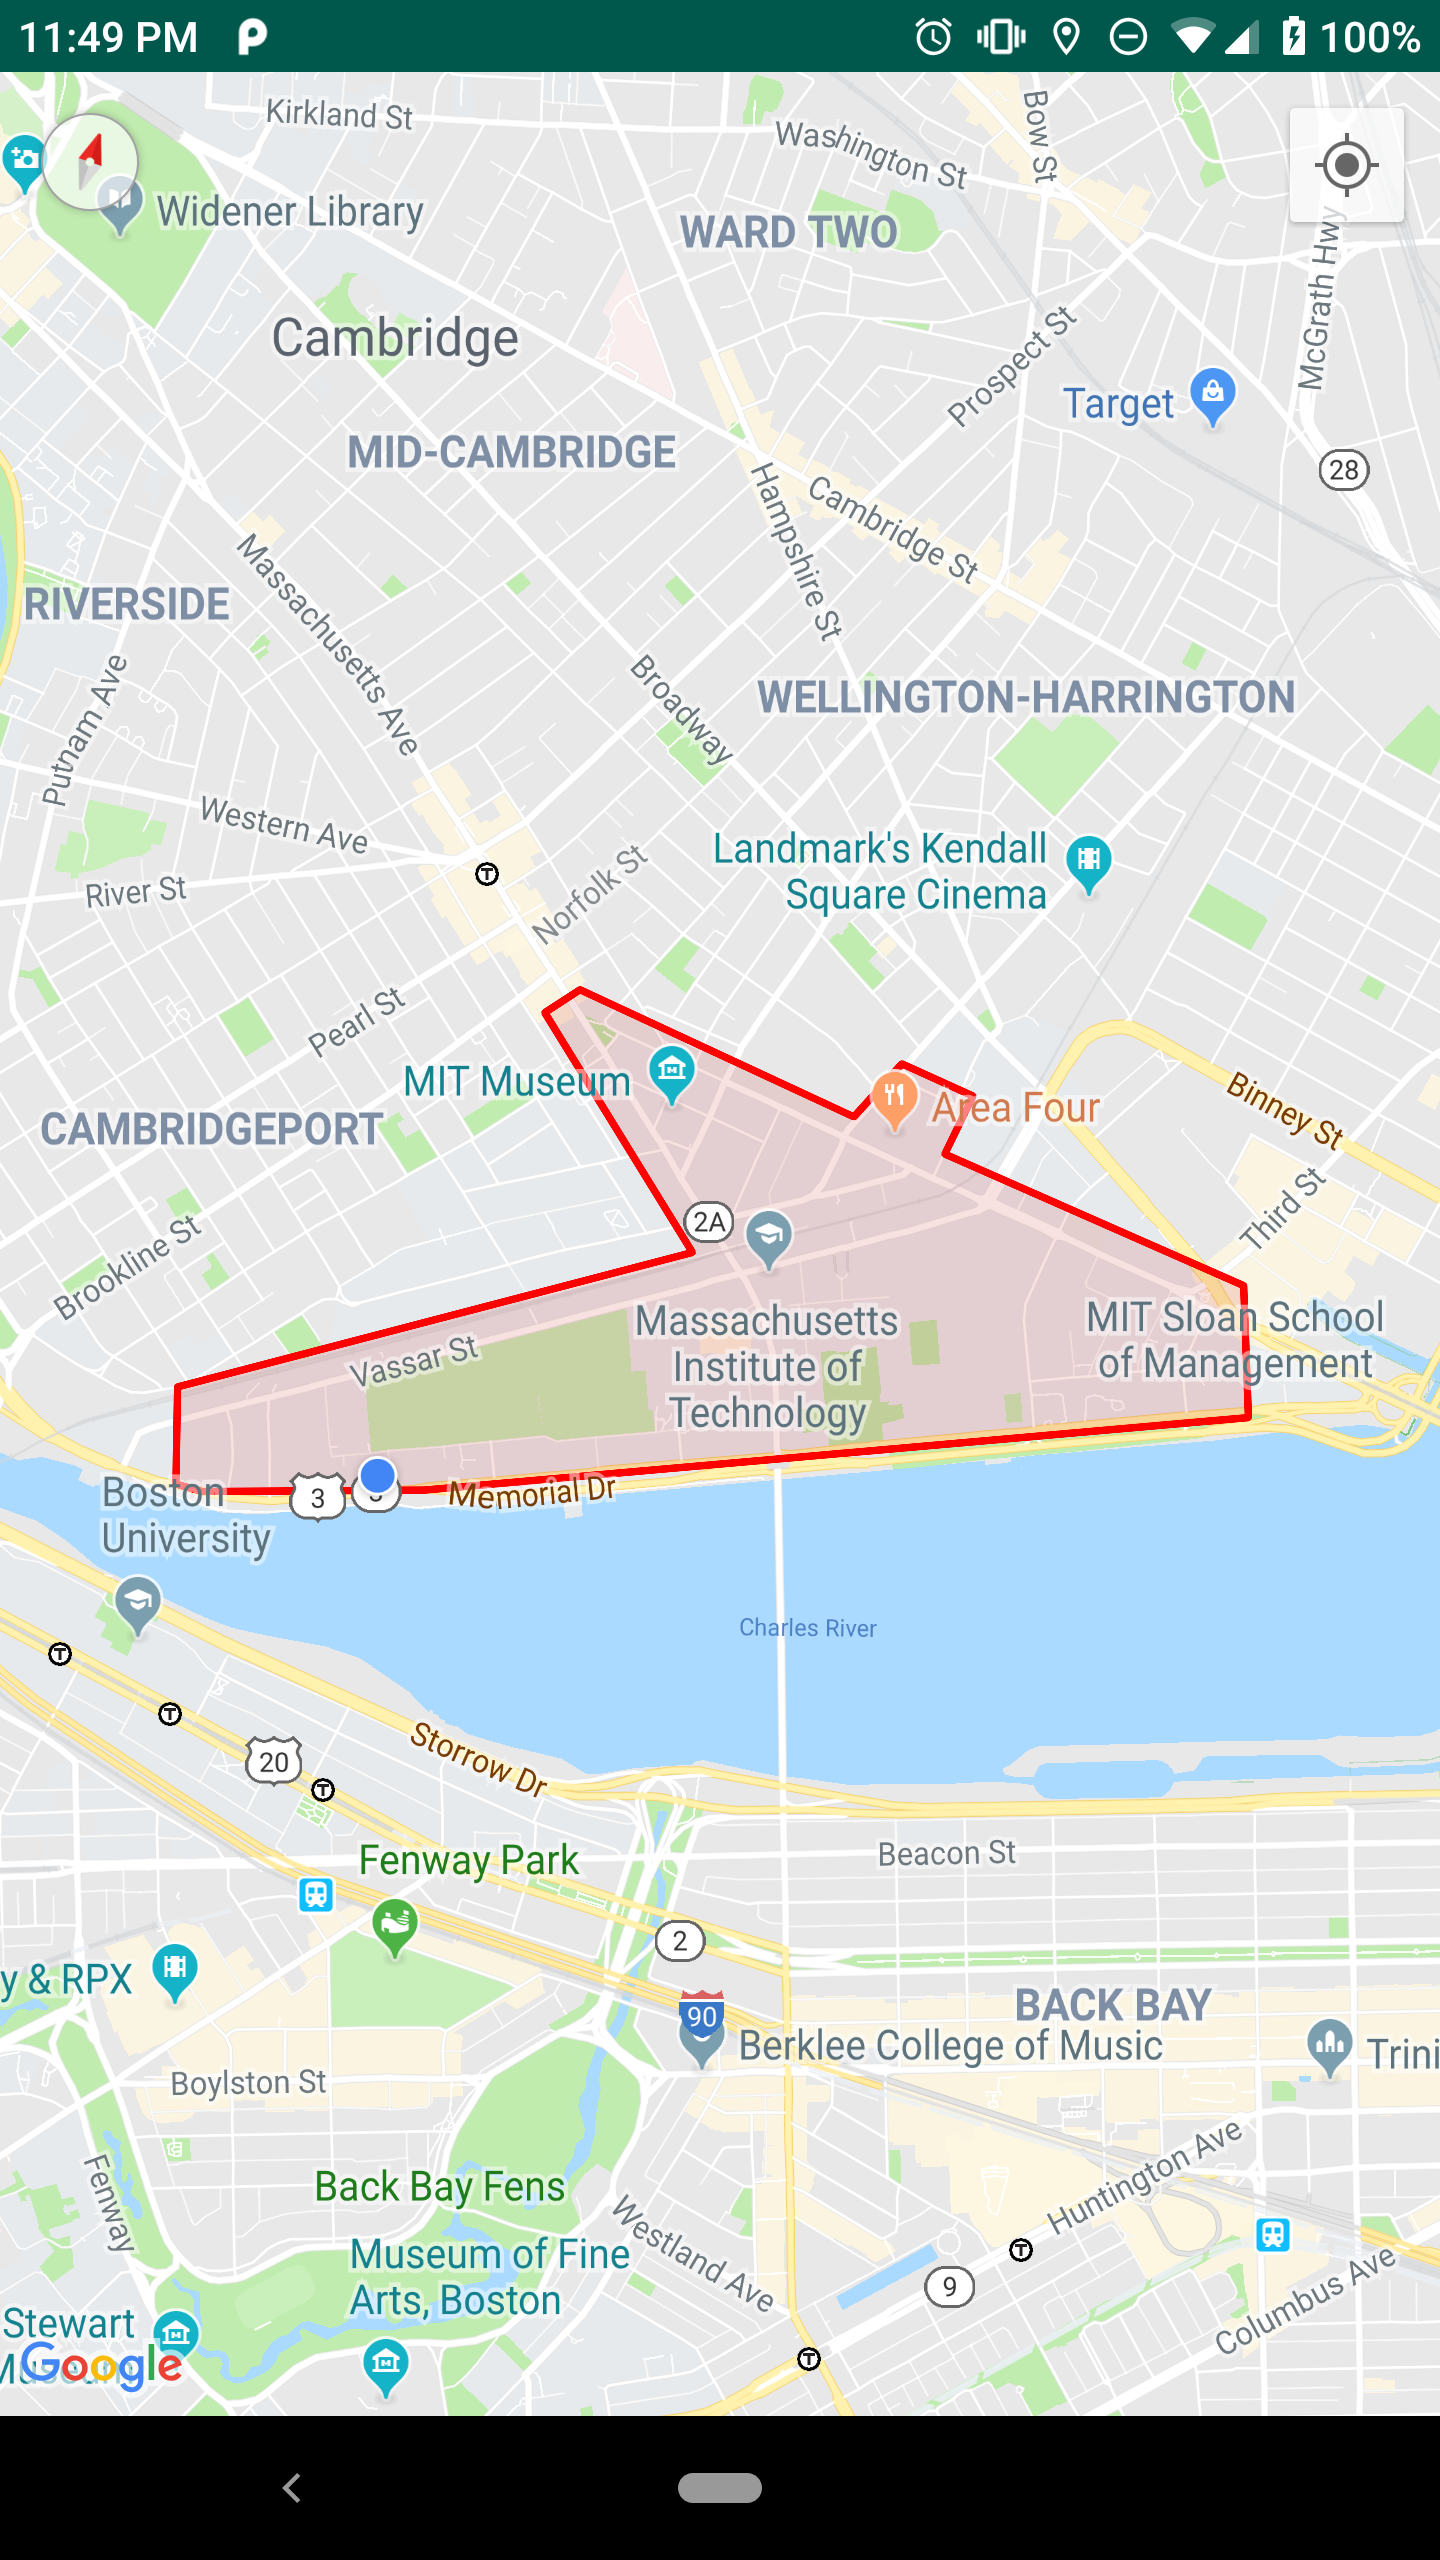 11:49 PM
100%
Kirkland St
Washington St
Bow St
Widener Library
WARD TWO
McGrath Hwy
Cambridge
Prospect St
Target
MID-CAMBRIDGE
28
Hampshire St
Cambridge St
Massachusetts Ave
RIVERSIDE
Putnam Ave
Broadway
WELLINGTON-HARRINGTON
Western Ave
Landmark's Kendall
Square Cinema
River St
T
Norfolk St
Pearl St
MIT Museum
Area Four
Binney St
CAMBRIDGEPORT
Third St
2A
Brookline St
Massachusetts
Institute of
Technology
MIT Sloan School
of Management
Vassar St
Boston
University
3
Memorial Dr
Charles River
T
T
20
T
Storrow Dr
Fenway Park
Beacon St
2
y & RPX
90
BACK BAY
Berklee College of Music
Trini
Boylston St
Fenway
Back Bay Fens
Huntington Ave
Westland Ave
Museum of Fine
Arts, Boston
T
9
Columbus Ave
Stewart
Google
T